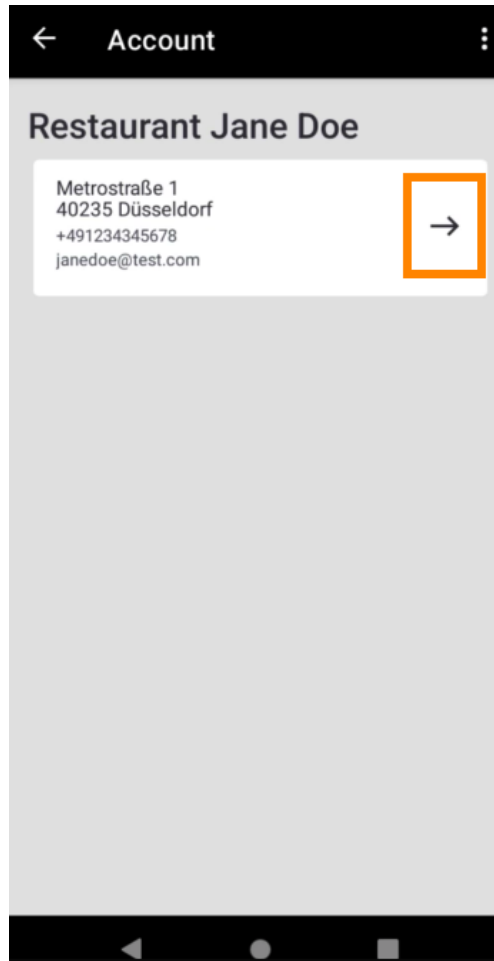 Account
Restaurant Jane Doe
Metrostraße 1
40235 Düsseldorf
+491234345678
janedoe@test.com